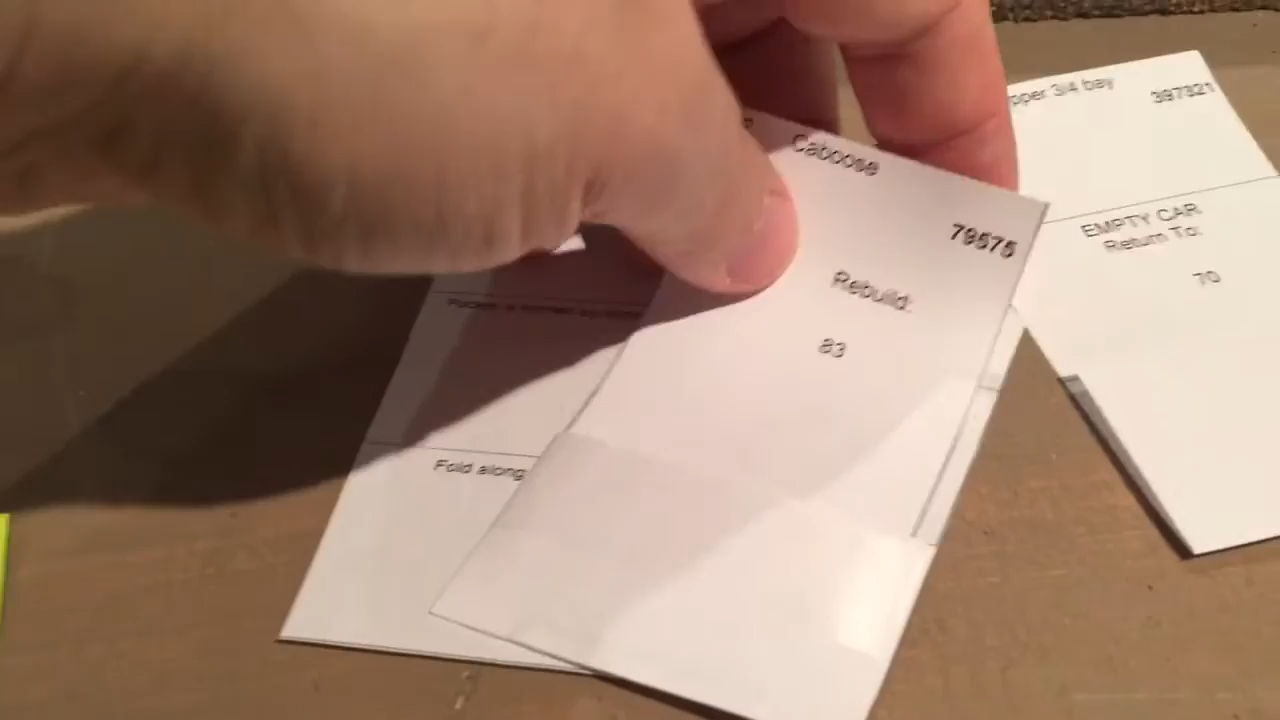 Caboose
79575
Rebuild:
83
Fold along
pper 3/4 bay
397321
EMPTY CAR
Return To:
70